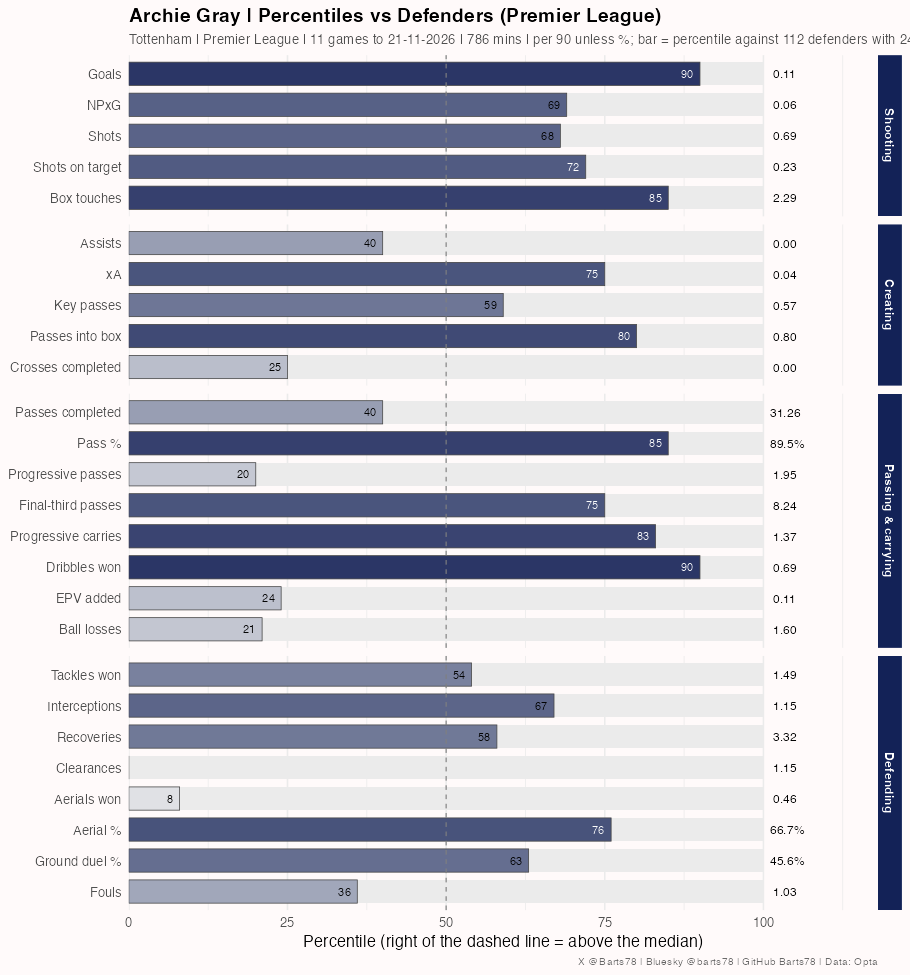 Archie Gray | Percentiles vs Defenders (Premier League)
Tottenham | Premier League | 11 games to 21-11-2026 | 786 mins | per 90 unless %; bar = percentile against 112 defenders with 24
Goals 90 0.11
NPxG 69 0.06
Shots 68 0.69
Shots on target 72 0.23
Box touches 85 2.29
Shooting
Assists 40 0.00
xA 75 0.04
Key passes 59 0.57
Passes into box 80 0.80
Crosses completed 25 0.00
Creating
Passes completed 40 31.26
Pass % 85 89.5%
Progressive passes 20 1.95
Final-third passes 75 8.24
Progressive carries 83 1.37
Dribbles won 90 0.69
EPV added 24 0.11
Ball losses 21 1.60
Passing & carrying
Tackles won 54 1.49
Interceptions 67 1.15
Recoveries 58 3.32
Clearances 1.15
Aerials won 8 0.46
Aerial % 76 66.7%
Ground duel % 63 45.6%
Fouls 36 1.03
Defending
0 25 50 75 100
Percentile (right of the dashed line = above the median)
X @Barts78 | Bluesky @barts78 | GitHub Barts78 | Data: Opta